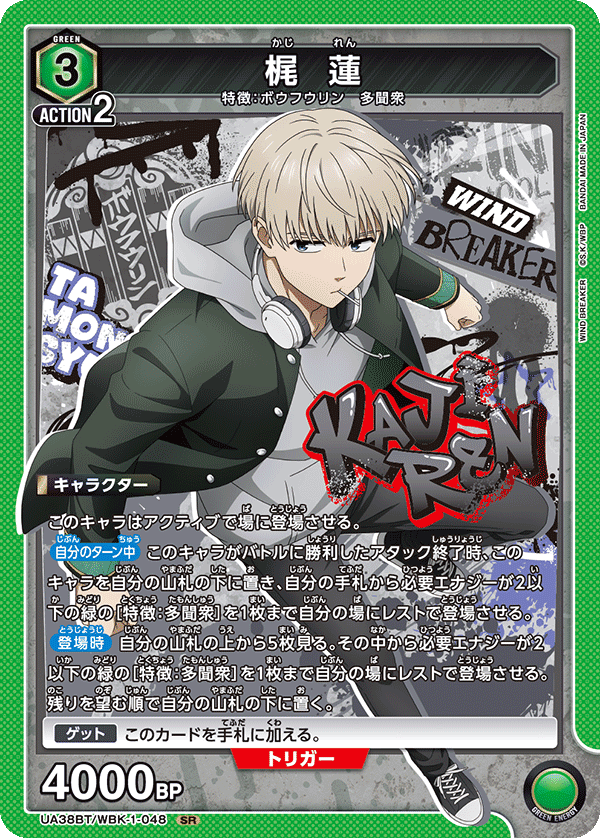 GREEN
3
ACTION2
かじ れん
梶 蓮
特徴:ボウフウリン 多聞衆
WIND BREAKER ©S.K/WBP BANDAI MADE IN JAPAN
ボウフウリン
WIND
BREAKER
TA
MON
SYU
KAJI
REN
キャラクター
このキャラはアクティブで場に登場させる。
自分のターン中 このキャラがバトルに勝利したアタック終了時、この
キャラを自分の山札の下に置き、自分の手札から必要エナジーが2以
下の緑の[特徴:多聞衆]を1枚まで自分の場にレストで登場させる。
登場時 自分の山札の上から5枚見る。その中から必要エナジーが2
以下の緑の[特徴:多聞衆]を1枚まで自分の場にレストで登場させる。
残りを望む順で自分の山札の下に置く。
ゲット このカードを手札に加える。
トリガー
4000BP
GREEN ENERGY
UA38BT/WBK-1-048 SR